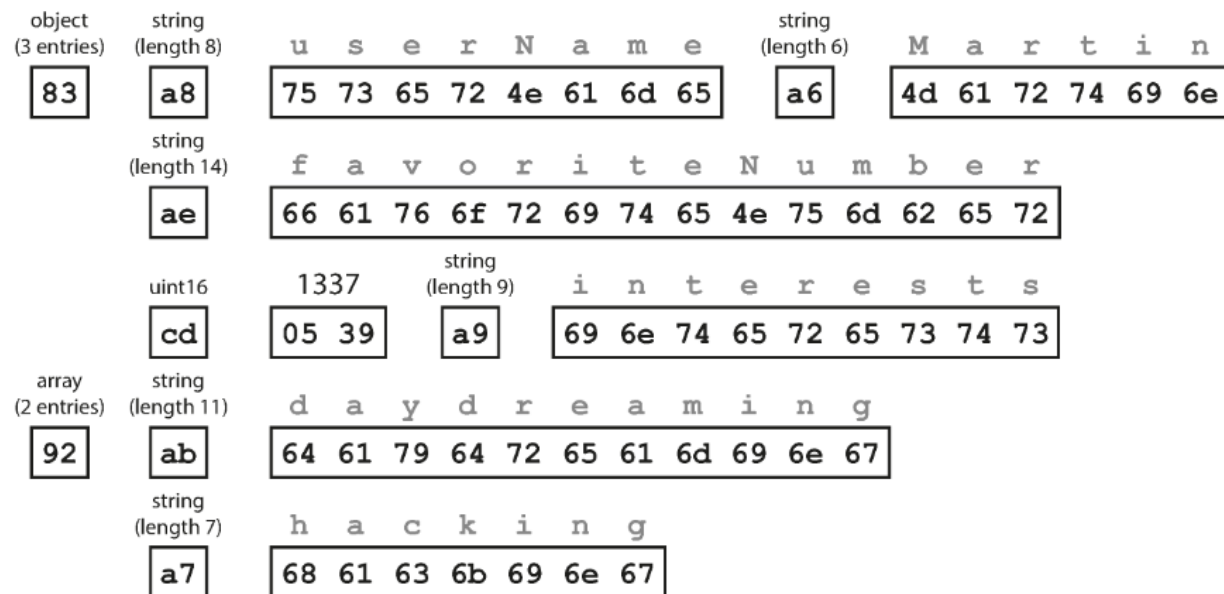 object string string
(3 entries) (length 8) u s e r N a m e (length 6) M a r t i n
83 a8 75 73 65 72 4e 61 6d 65 a6 4d 61 72 74 69 6e
string
(length 14) f a v o r i t e N u m b e r
ae 66 61 76 6f 72 69 74 65 4e 75 6d 62 65 72
string
uint16 1337 (length 9) i n t e r e s t s
cd 05 39 a9 69 6e 74 65 72 65 73 74 73
array string
(2 entries) (length 11) d a y d r e a m i n g
92 ab 64 61 79 64 72 65 61 6d 69 6e 67
string
(length 7) h a c k i n g
a7 68 61 63 6b 69 6e 67